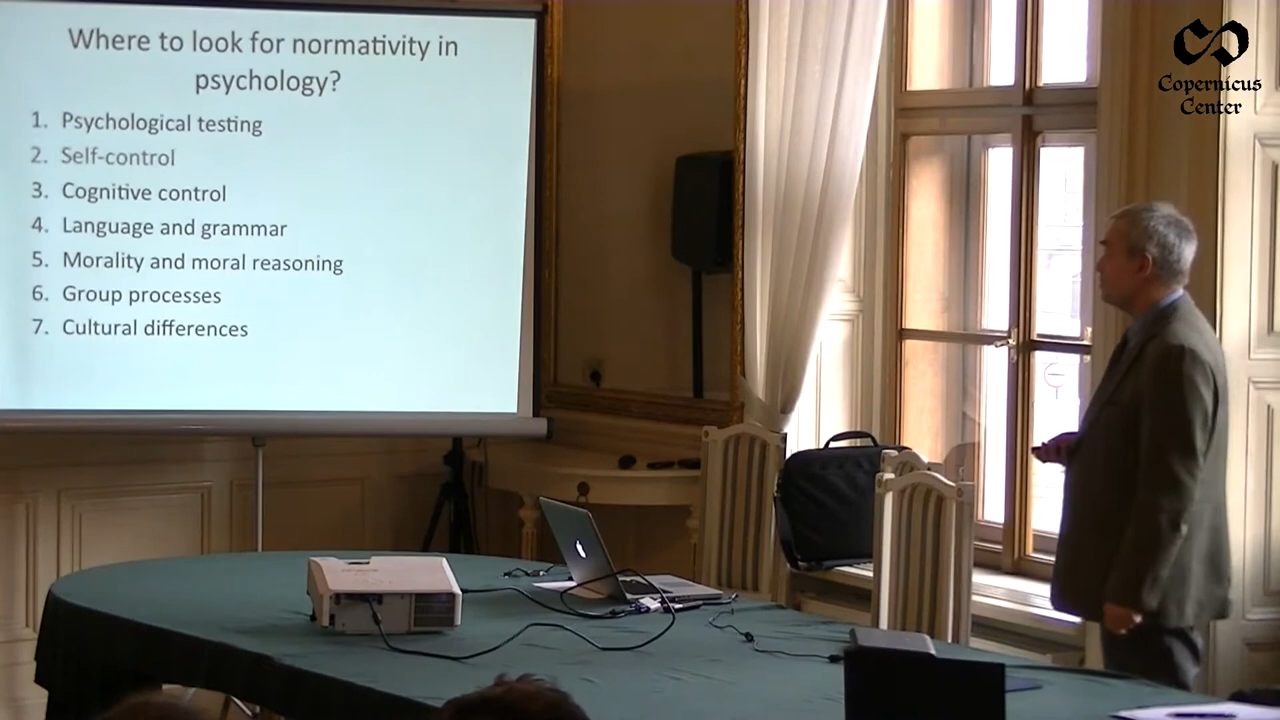 Where to look for normativity in
psychology?
1. Psychological testing
2. Self-control
3. Cognitive control
4. Language and grammar
5. Morality and moral reasoning
6. Group processes
7. Cultural differences
Copernicus
Center